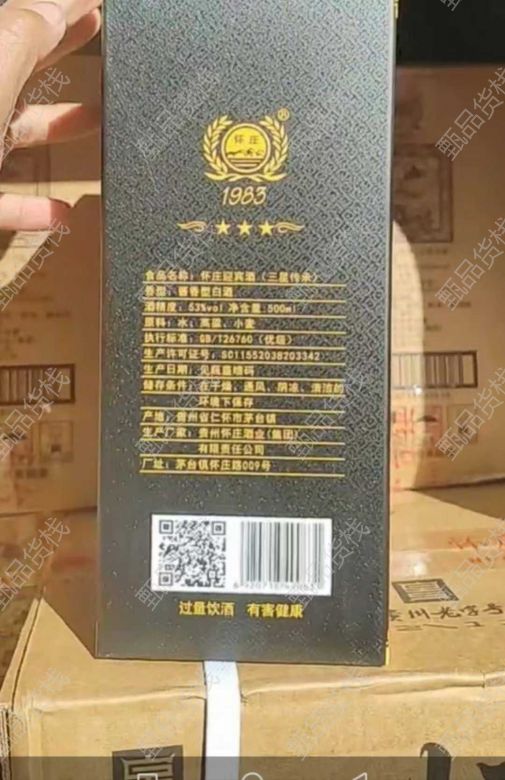 怀庄
®
1983
食品名称：怀庄迎宾酒（三星传承）
香型：酱香型白酒
酒精度：53%vol 净含量：500ml
原料：水、高粱、小麦
执行标准：GB/T26760（优级）
生产许可证号：SC11552038203342
生产日期：见瓶盖喷码
储存条件：在干燥、通风、阴凉、清洁的
环境下保存
产地：贵州省仁怀市茅台镇
生产厂家：贵州怀庄酒业（集团）
有限责任公司
厂址：茅台镇怀庄路009号
过量饮酒 有害健康
甄品货栈